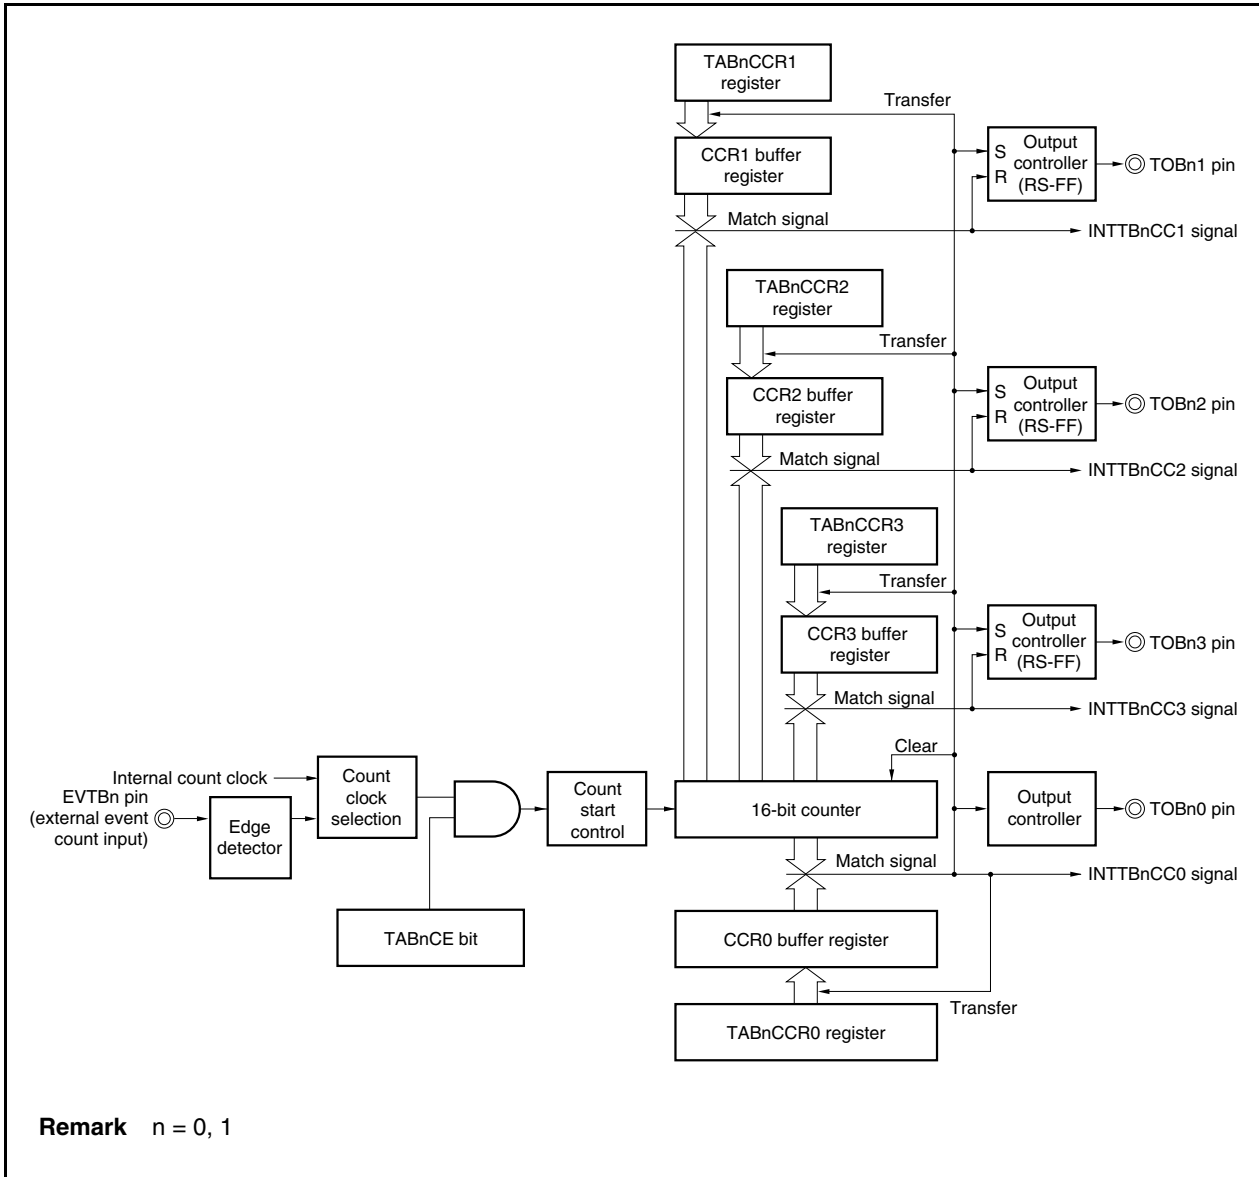 TABnCCR1
register
Transfer
CCR1 buffer
register
S
R
Output
controller
(RS-FF)
TOBn1 pin
Match signal
INTTBnCC1 signal
TABnCCR2
register
Transfer
CCR2 buffer
register
S
R
Output
controller
(RS-FF)
TOBn2 pin
Match signal
INTTBnCC2 signal
TABnCCR3
register
Transfer
CCR3 buffer
register
S
R
Output
controller
(RS-FF)
TOBn3 pin
Match signal
INTTBnCC3 signal
Clear
Internal count clock
EVTBn pin
(external event
count input)
Edge
detector
Count
clock
selection
Count
start
control
16-bit counter
Output
controller
TOBn0 pin
Match signal
INTTBnCC0 signal
TABnCE bit
CCR0 buffer register
Transfer
TABnCCR0 register
Remark n = 0, 1